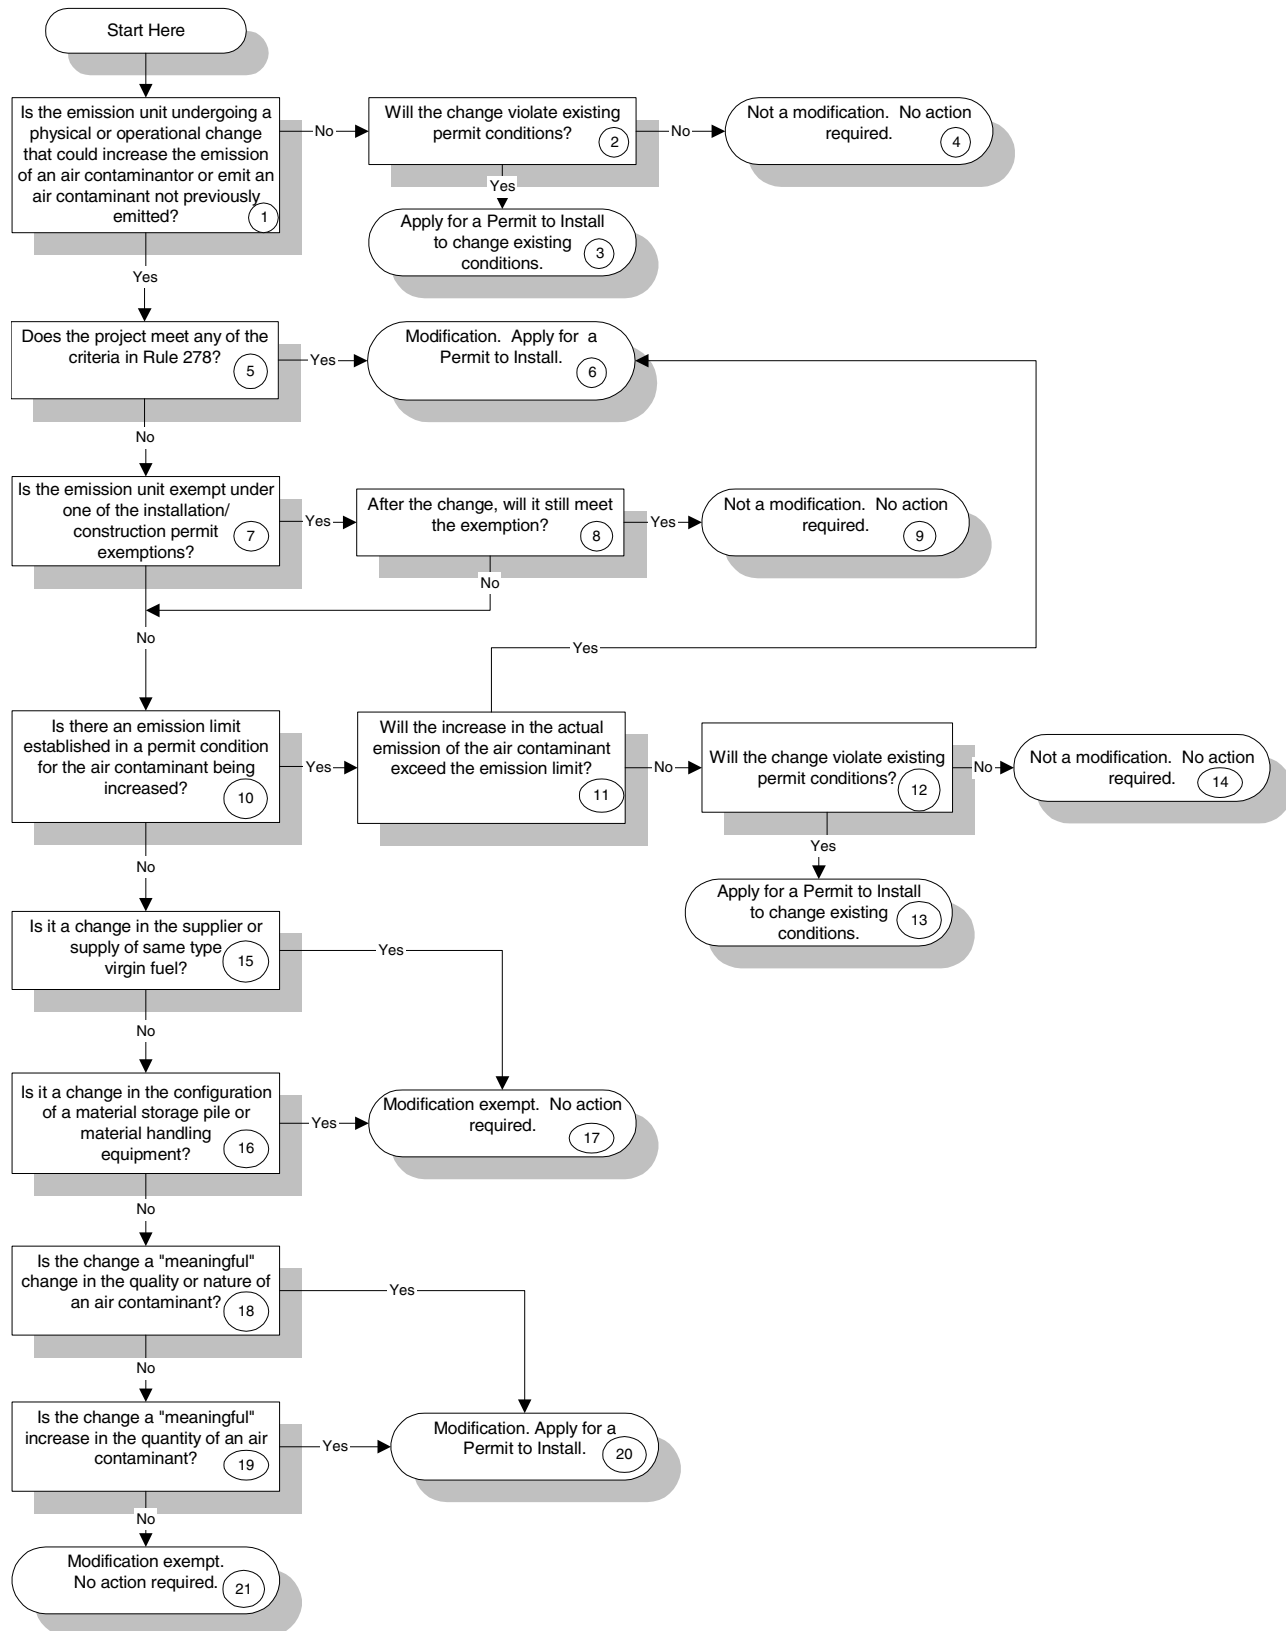 Start Here
Is the emission unit undergoing a
physical or operational change
that could increase the emission
of an air contaminantor or emit an
air contaminant not previously
emitted?
1
No
Will the change violate existing
permit conditions?
2
No
Not a modification. No action
required.
4
Yes
Apply for a Permit to Install
to change existing
conditions.
3
Yes
Does the project meet any of the
criteria in Rule 278?
5
Yes
Modification. Apply for a
Permit to Install.
6
No
Is the emission unit exempt under
one of the installation/
construction permit
exemptions?
7
Yes
After the change, will it still meet
the exemption?
8
Yes
Not a modification. No action
required.
9
No
No
Yes
Is there an emission limit
established in a permit condition
for the air contaminant being
increased?
10
Yes
Will the increase in the actual
emission of the air contaminant
exceed the emission limit?
11
No
Will the change violate existing
permit conditions?
12
No
Not a modification. No action
required.
14
Yes
Apply for a Permit to Install
to change existing
conditions.
13
No
Is it a change in the supplier or
supply of same type
virgin fuel?
15
Yes
No
Is it a change in the configuration
of a material storage pile or
material handling
equipment?
16
Yes
Modification exempt. No action
required.
17
No
Is the change a "meaningful"
change in the quality or nature of
an air contaminant?
18
Yes
No
Is the change a "meaningful"
increase in the quantity of an air
contaminant?
19
Yes
Modification. Apply for a
Permit to Install.
20
No
Modification exempt.
No action required.
21